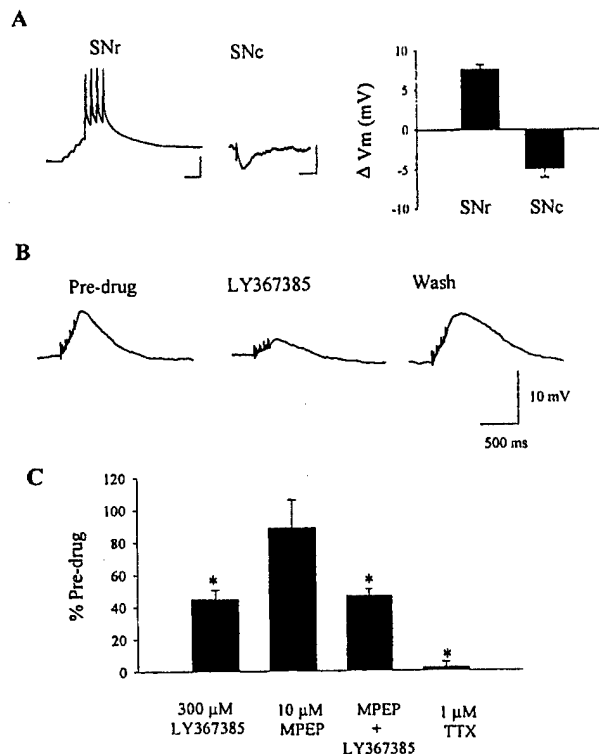 A
SNr
SNc
Δ Vm (mV)
10
5
0
-5
-10
SNr
SNc
B
Pre-drug
LY367385
Wash
10 mV
500 ms
C
% Pre-drug
120
100
80
60
40
20
0
*
*
*
300 μM
LY367385
10 μM
MPEP
MPEP
+
LY367385
1 μM
TTX